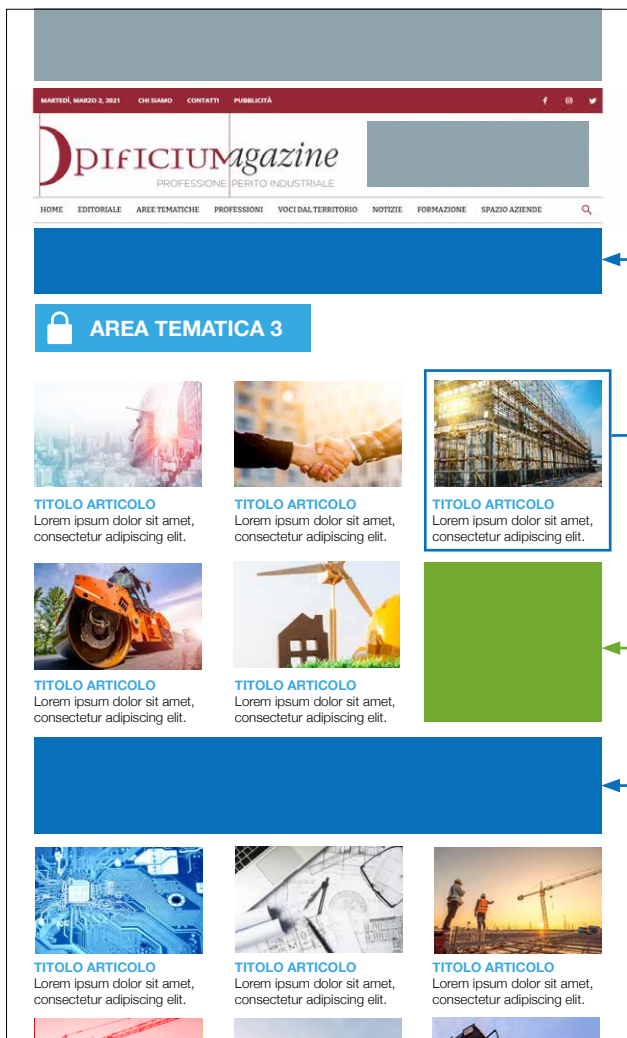 MARTEDÌ, MARZO 2, 2021 CHI SIAMO CONTATTI PUBBLICITÀ
OPIFICIUMagazine
PROFESSIONE PERITO INDUSTRIALE
HOME EDITORIALE AREE TEMATICHE PROFESSIONI VOCI DAL TERRITORIO NOTIZIE FORMAZIONE SPAZIO AZIENDE
AREA TEMATICA 3
TITOLO ARTICOLO
Lorem ipsum dolor sit amet,
consectetur adipiscing elit.
TITOLO ARTICOLO
Lorem ipsum dolor sit amet,
consectetur adipiscing elit.
TITOLO ARTICOLO
Lorem ipsum dolor sit amet,
consectetur adipiscing elit.
TITOLO ARTICOLO
Lorem ipsum dolor sit amet,
consectetur adipiscing elit.
TITOLO ARTICOLO
Lorem ipsum dolor sit amet,
consectetur adipiscing elit.
TITOLO ARTICOLO
Lorem ipsum dolor sit amet,
consectetur adipiscing elit.
TITOLO ARTICOLO
Lorem ipsum dolor sit amet,
consectetur adipiscing elit.
TITOLO ARTICOLO
Lorem ipsum dolor sit amet,
consectetur adipiscing elit.